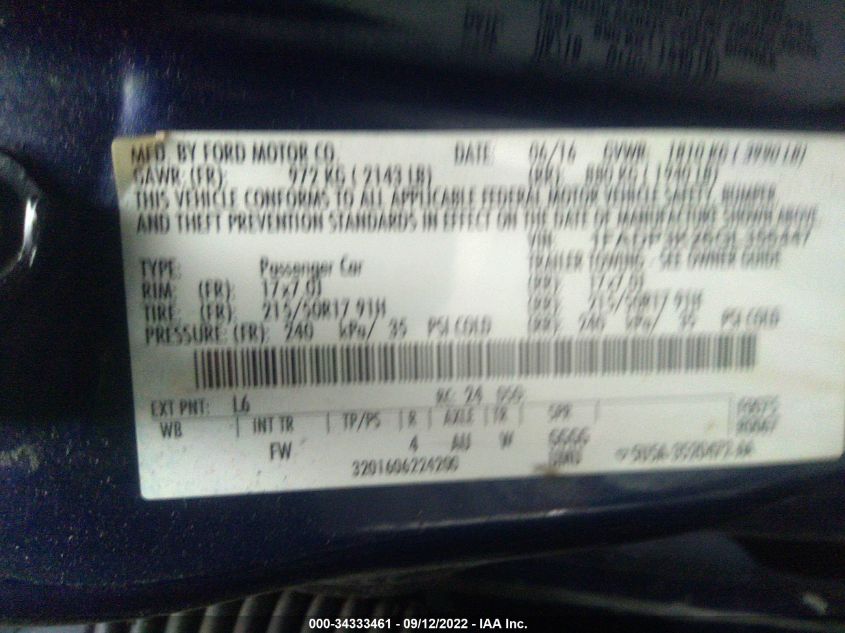 MFD. BY FORD MOTOR CO. DATE: 06/16 GVWR: 1810 KG ( 3990 LB)
GAWR: (FR): 972 KG ( 2143 LB) (RR): 880 KG ( 1940 LB)
THIS VEHICLE CONFORMS TO ALL APPLICABLE FEDERAL MOTOR VEHICLE SAFETY, BUMPER
AND THEFT PREVENTION STANDARDS IN EFFECT ON THE DATE OF MANUFACTURE SHOWN ABOVE.
VIN:
TYPE: Passenger Car TRAILER TOWING - SEE OWNER GUIDE
RIM: (FR): 17x7.0J (RR): 17x7.0J
TIRE: (FR): 215/50R17 91H (RR): 215/50R17 91H
PRESSURE: (FR): 240 kPa/ 35 PSI COLD (RR): 240 kPa/ 35 PSI COLD
EXT PNT: L6 RC: 24
WB INT TR TP/PS R AXLE TR SPR
FW 4 W
320160622420
000-34333461 - 09/12/2022 - IAA Inc.